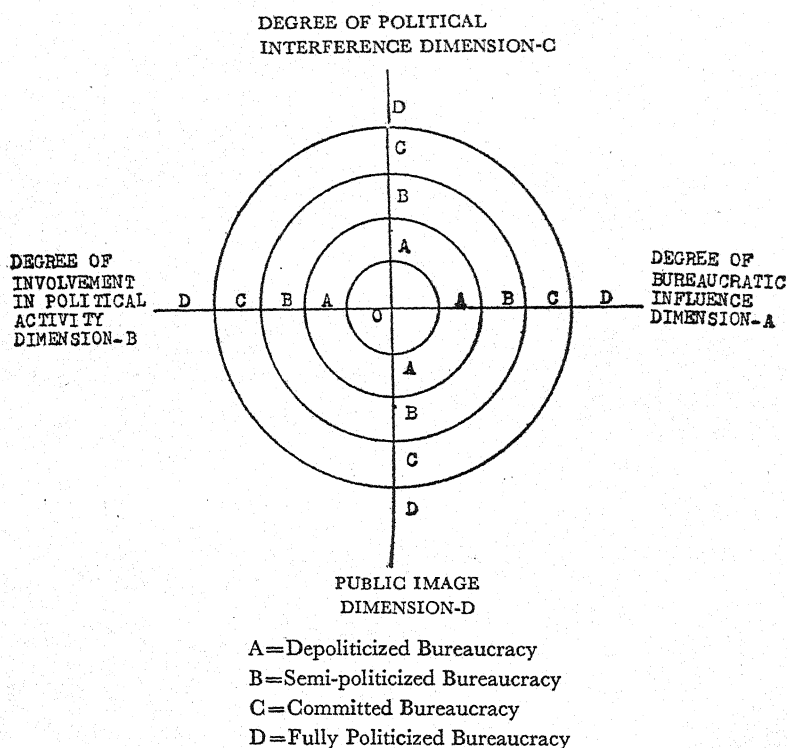 DEGREE OF POLITICAL
INTERFERENCE DIMENSION-C
D
C
B
A
DEGREE OF
INVOLVEMENT
IN POLITICAL
ACTIVITY
DIMENSION-B
D C B A O A B C D
DEGREE OF
BUREAUCRATIC
INFLUENCE
DIMENSION-A
A
B
C
D
PUBLIC IMAGE
DIMENSION-D
A=Depoliticized Bureaucracy
B=Semi-politicized Bureaucracy
C=Committed Bureaucracy
D=Fully Politicized Bureaucracy